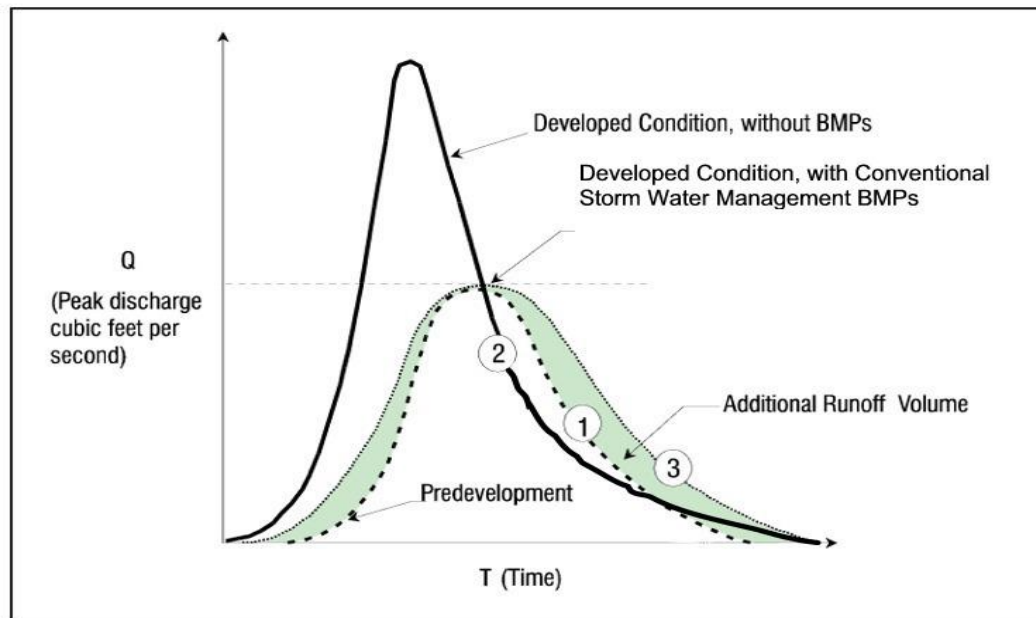 Developed Condition, without BMPs
Developed Condition, with Conventional
Storm Water Management BMPs
Q
(Peak discharge
cubic feet per
second)
2
1
Additional Runoff Volume
3
Predevelopment
T (Time)